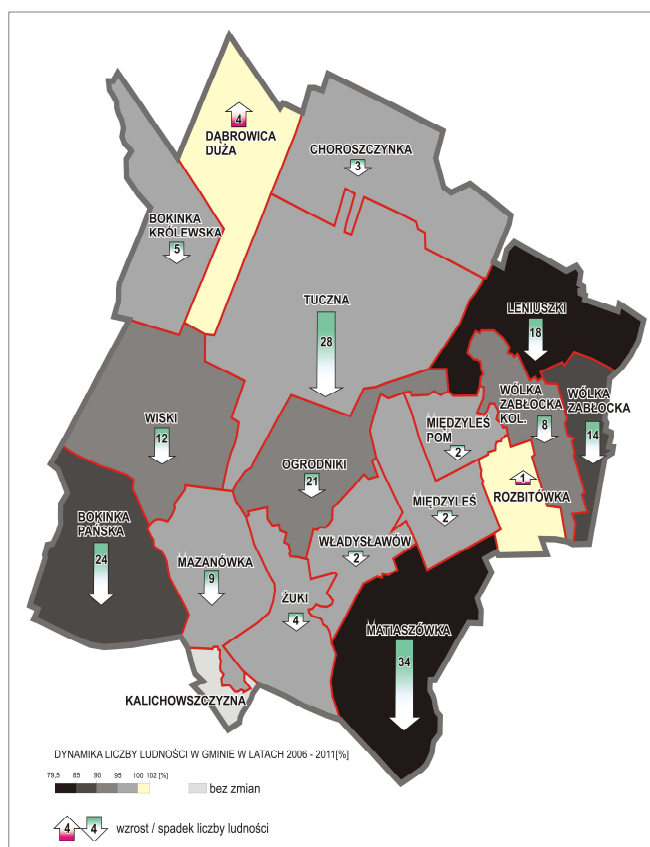 4
DĄBROWICA
DUŻA
CHOROSZCZYNKA
3
BOKINKA
KRÓLEWSKA
5
TUCZNA
28
LENIUSZKI
18
WÓLKA
ZABŁOCKA
KOL.
8
WÓLKA
ZABŁOCKA
14
WISKI
12
MIĘDZYLEŚ
POM
2
OGRODNIKI
21
1
ROZBITÓWKA
MIĘDZYLEŚ
2
BOKINKA
PAŃSKA
24
WŁADYSŁAWÓW
2
MAZANÓWKA
9
ŻUKI
4
MATIASZÓWKA
34
KALICHOWSZCZYZNA
DYNAMIKA LICZBY LUDNOŚCI W GMINIE W LATACH 2006 - 2011[%]
79,5 85 90 95 100 102 [%]
bez zmian
4 4 wzrost / spadek liczby ludności